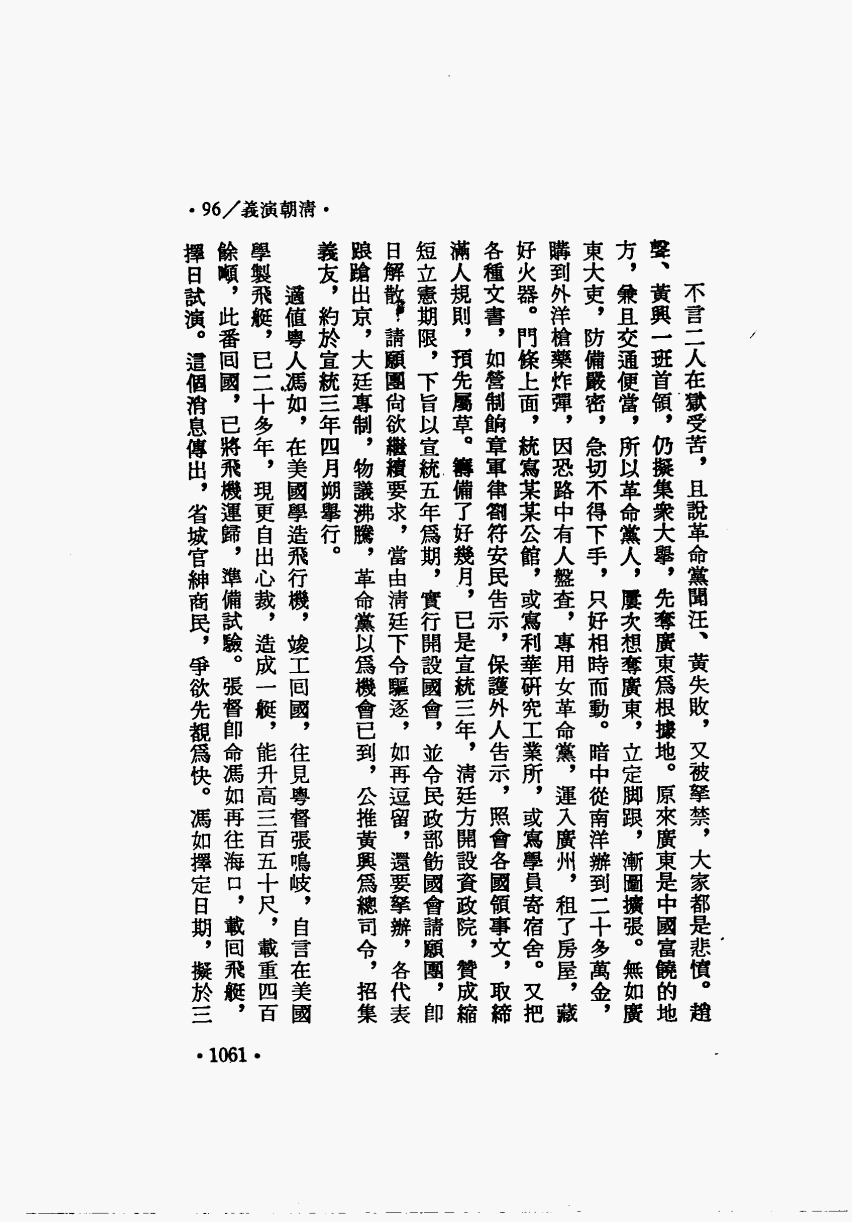 ·96/義演朝清·
不言二人在獄受苦，且說革命黨聞汪、黃失敗，又被拏禁，大家都是悲憤。趙
聲、黃興一班首領，仍擬集衆大舉，先奪廣東爲根據地。原來廣東是中國富饒的地
方，兼且交通便當，所以革命黨人，屢次想奪廣東，立定脚跟，漸圖擴張。無如廣
東大吏，防備嚴密，急切不得下手，只好相時而動。暗中從南洋辦到二十多萬金，
購到外洋槍藥炸彈，因恐路中有人盤査，專用女革命黨，運入廣州，租了房屋，藏
好火器。門條上面，統寫某某公館，或寫利華硏究工業所，或寫學員寄宿舍。又把
各種文書，如營制餉章軍律劄符安民告示，保護外人告示，照會各國領事文，取締
滿人規則，預先屬草。籌備了好幾月，已是宣統三年，淸廷方開設資政院，贊成縮
短立憲期限，下旨以宣統五年爲期，實行開設國會，並令民政部飭國會請願團，卽
日解散，請願團尙欲繼續要求，當由淸廷下令驅逐，如再逗留，還要拏辦，各代表
踉蹌出京，大廷專制，物議沸騰，革命黨以爲機會已到，公推黃興爲總司令，招集
義友，約於宣統三年四月朔舉行。
適値粵人馮如，在美國學造飛行機，竣工回國，往見粵督張鳴岐，自言在美國
學製飛艇，已二十多年，現更自出心裁，造成一艇，能升高三百五十尺，載重四百
餘噸，此番回國，已將飛機運歸，準備試驗。張督卽命馮如再往海口，載回飛艇，
擇日試演。這個消息傳出，省城官紳商民，爭欲先覩爲快。馮如擇定日期，擬於三
·1061·